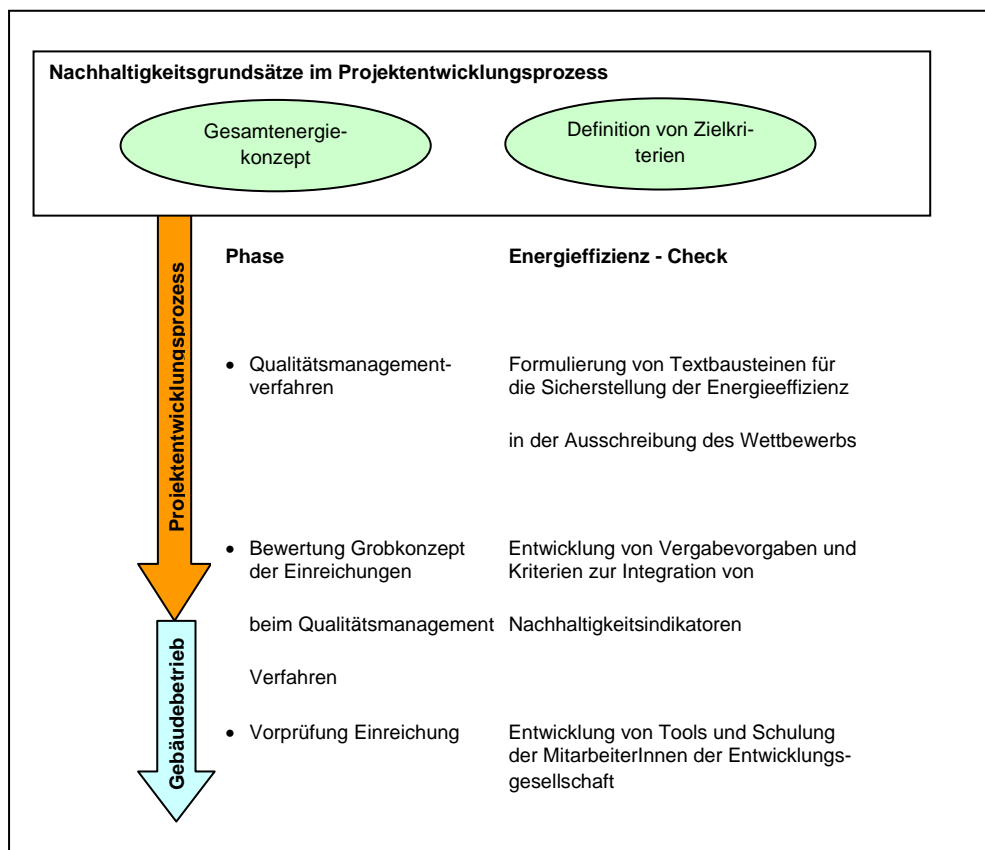 Nachhaltigkeitsgrundsätze im Projektentwicklungsprozess
Gesamtenergie-
konzept
Definition von Zielkri-
terien
Projektentwicklungsprozess
Phase
Energieffizienz - Check
• Qualitätsmanagement-
verfahren
Formulierung von Textbausteinen für
die Sicherstellung der Energieeffizienz
in der Ausschreibung des Wettbewerbs
• Bewertung Grobkonzept
der Einreichungen
beim Qualitätsmanagement
Verfahren
Entwicklung von Vergabevorgaben und
Kriterien zur Integration von
Nachhaltigkeitsindikatoren
Gebäudebetrieb
• Vorprüfung Einreichung
Entwicklung von Tools und Schulung
der MitarbeiterInnen der Entwicklungs-
gesellschaft